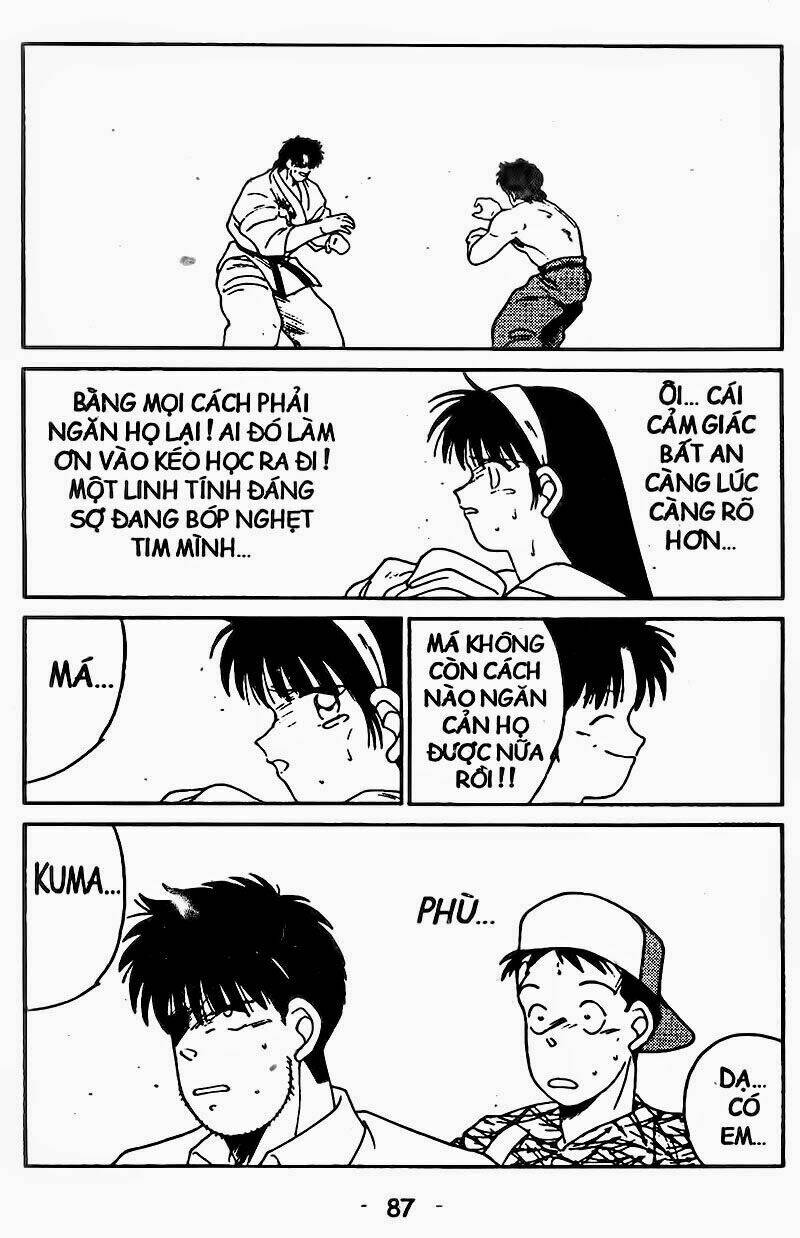 ÔI... CÁI
CẢM GIÁC
BẤT AN
CÀNG LÚC
CÀNG RÕ
HƠN...
BẰNG MỌI CÁCH PHẢI
NGĂN HỌ LẠI! AI ĐÓ LÀM
ƠN VÀO KÉO HỌC RA ĐI!
MỘT LINH TÍNH ĐÁNG
SỢ ĐANG BÓP NGHẸT
TIM MÌNH...
MÁ...
MÁ KHÔNG
CÒN CÁCH
NÀO NGĂN
CẢN HỌ
ĐƯỢC NỮA
RỒI!!
KUMA...
PHÙ...
DẠ...
CÓ
EM...
- 87 -